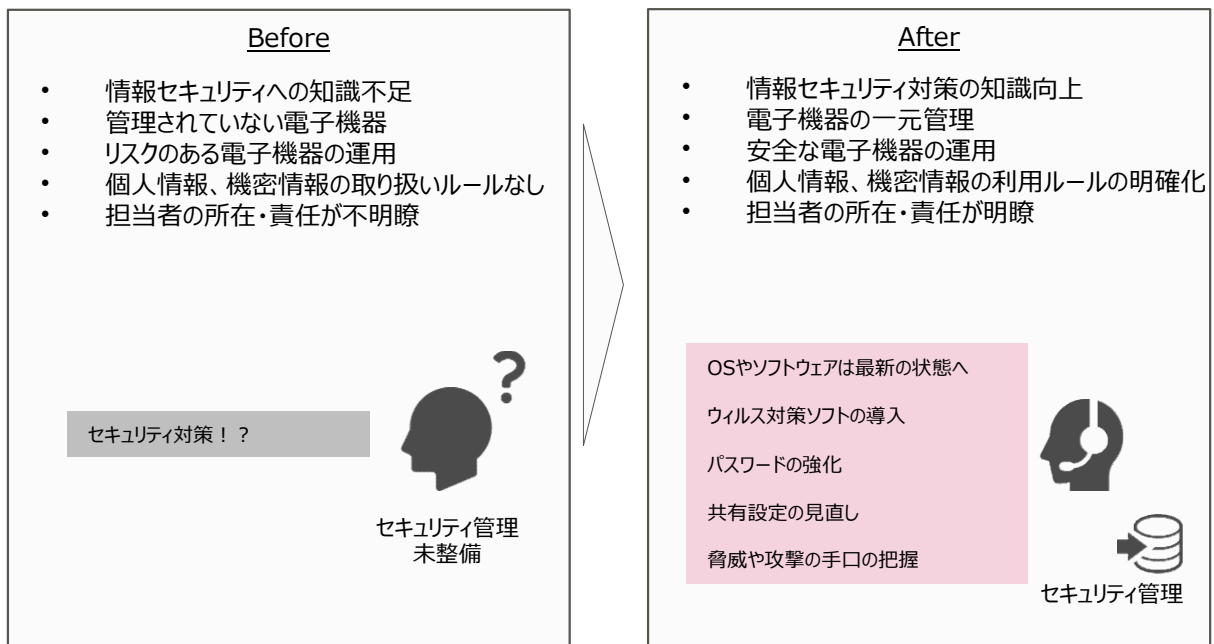 Before
• 情報セキュリティへの知識不足
• 管理されていない電子機器
• リスクのある電子機器の運用
• 個人情報、機密情報の取り扱いルールなし
• 担当者の所在・責任が不明瞭
セキュリティ対策！？
?
セキュリティ管理
未整備
After
• 情報セキュリティ対策の知識向上
• 電子機器の一元管理
• 安全な電子機器の運用
• 個人情報、機密情報の利用ルールの明確化
• 担当者の所在・責任が明瞭
OSやソフトウェアは最新の状態へ
ウィルス対策ソフトの導入
パスワードの強化
共有設定の見直し
脅威や攻撃の手口の把握
セキュリティ管理